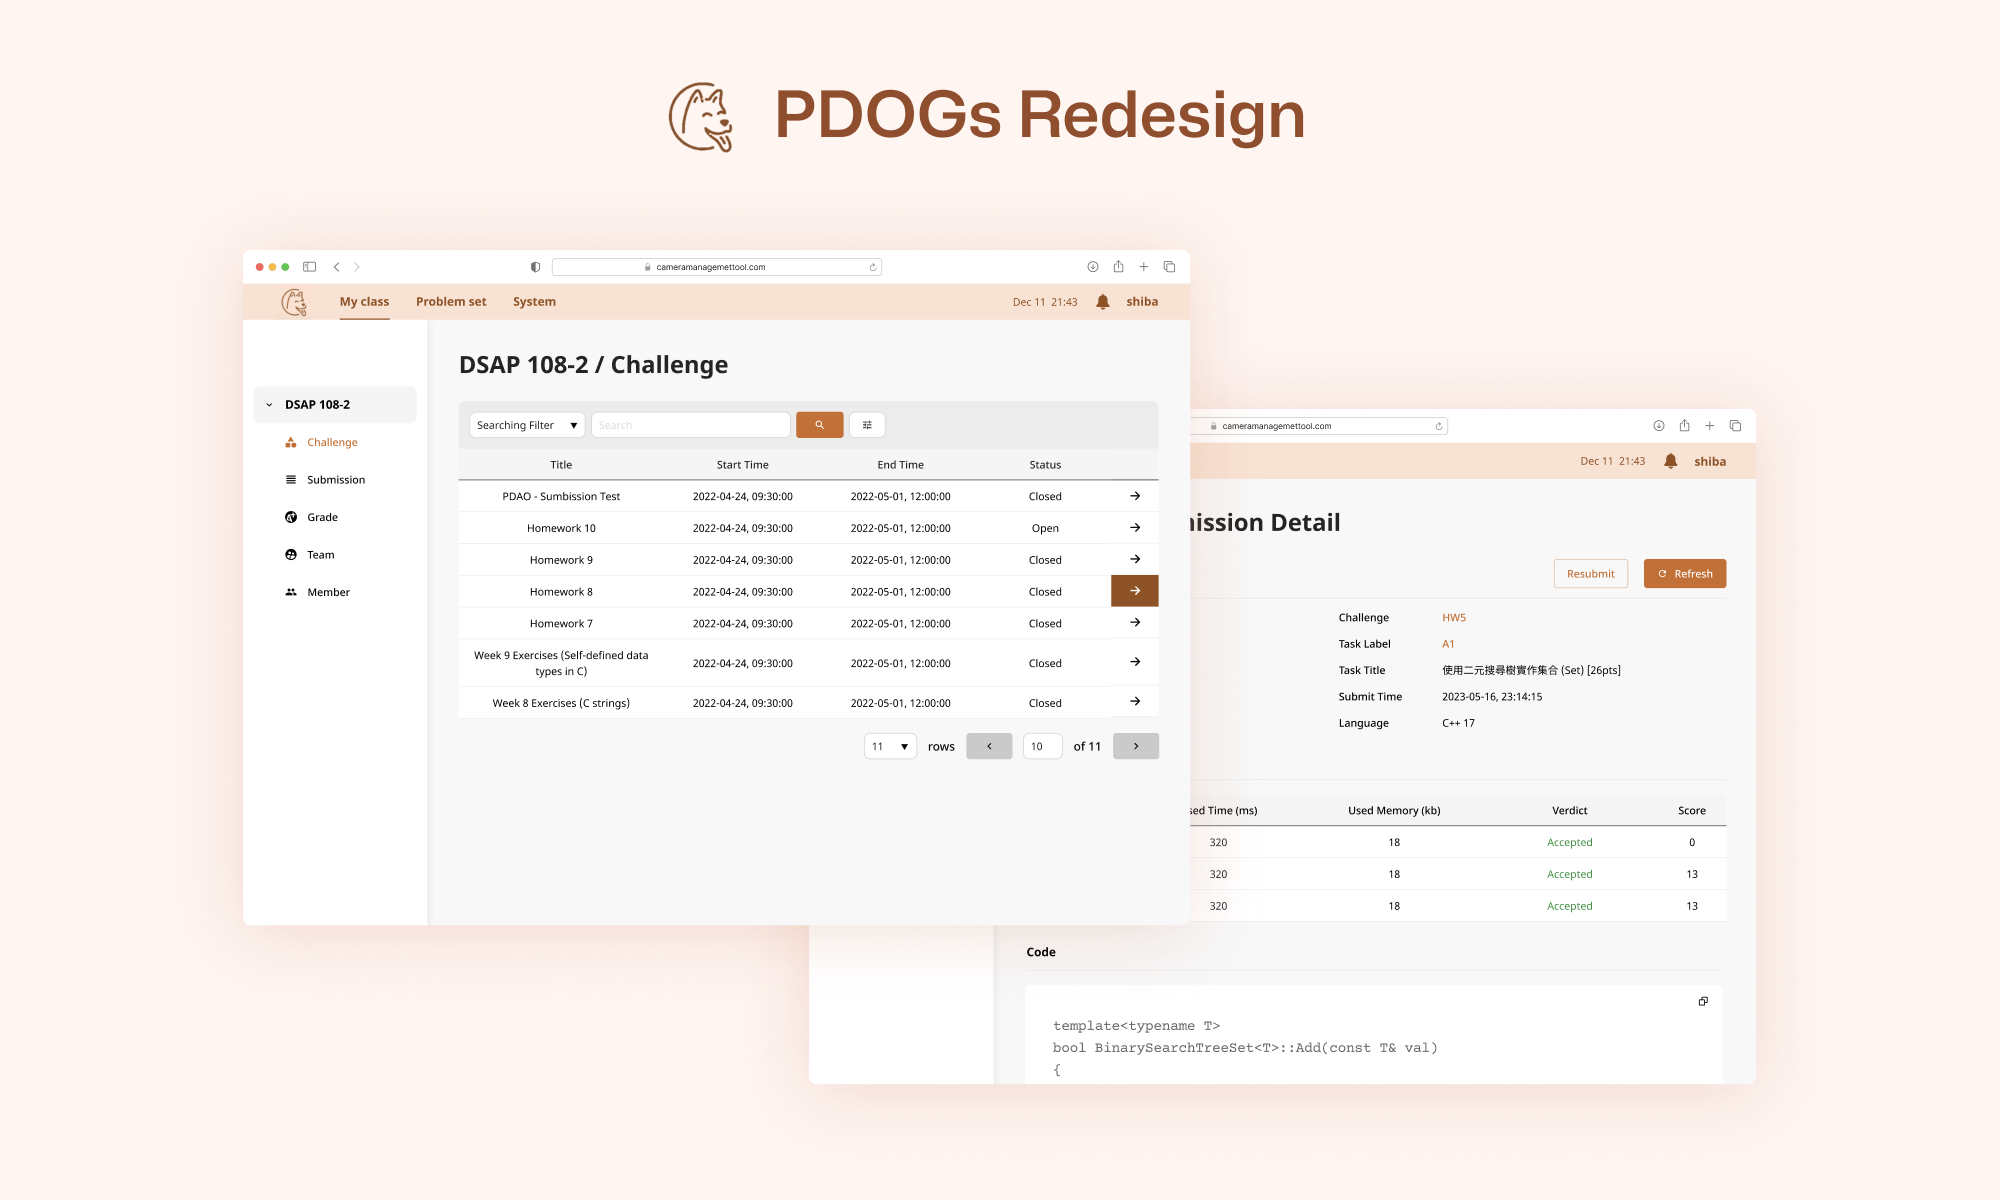 PDOGs Redesign
cameramanagemettool.com
My class Problem set System Dec 11 21:43 shiba
DSAP 108-2
Challenge
Submission
Grade
Team
Member
DSAP 108-2 / Challenge
Searching Filter Search
Title Start Time End Time Status
PDAO - Sumbission Test 2022-04-24, 09:30:00 2022-05-01, 12:00:00 Closed
Homework 10 2022-04-24, 09:30:00 2022-05-01, 12:00:00 Open
Homework 9 2022-04-24, 09:30:00 2022-05-01, 12:00:00 Closed
Homework 8 2022-04-24, 09:30:00 2022-05-01, 12:00:00 Closed
Homework 7 2022-04-24, 09:30:00 2022-05-01, 12:00:00 Closed
Week 9 Exercises (Self-defined data
types in C) 2022-04-24, 09:30:00 2022-05-01, 12:00:00 Closed
Week 8 Exercises (C strings) 2022-04-24, 09:30:00 2022-05-01, 12:00:00 Closed
11 rows 10 of 11
cameramanagemettool.com
Dec 11 21:43 shiba
ission Detail
Resubmit Refresh
Challenge HW5
Task Label A1
Task Title 使用二元搜尋樹實作集合 (Set) [26pts]
Submit Time 2023-05-16, 23:14:15
Language C++ 17
sed Time (ms) Used Memory (kb) Verdict Score
320 18 Accepted 0
320 18 Accepted 13
320 18 Accepted 13
Code
template<typename T>
bool BinarySearchTreeSet<T>::Add(const T& val)
{